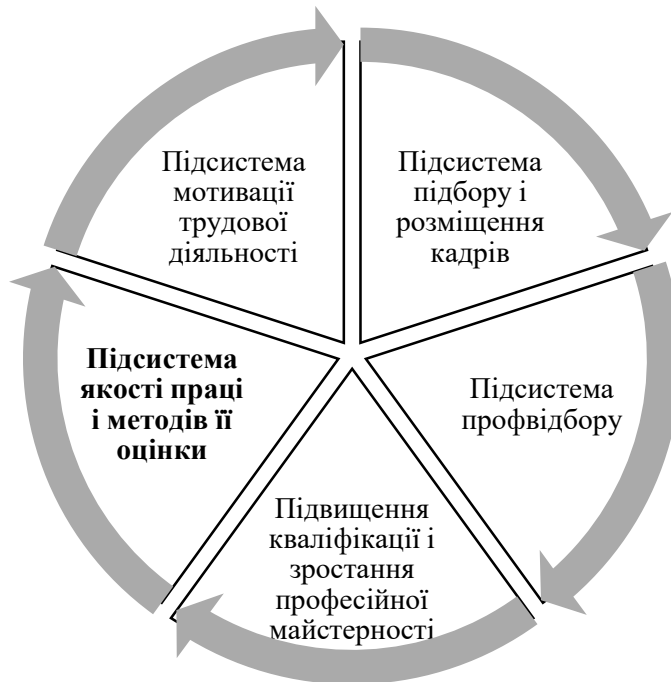 Підсистема
мотивації
трудової
діяльності
Підсистема
підбору і
розміщення
кадрів
Підсистема
профвідбору
Підвищення
кваліфікації і
зростання
професійної
майстерності
Підсистема
якості праці
і методів її
оцінки